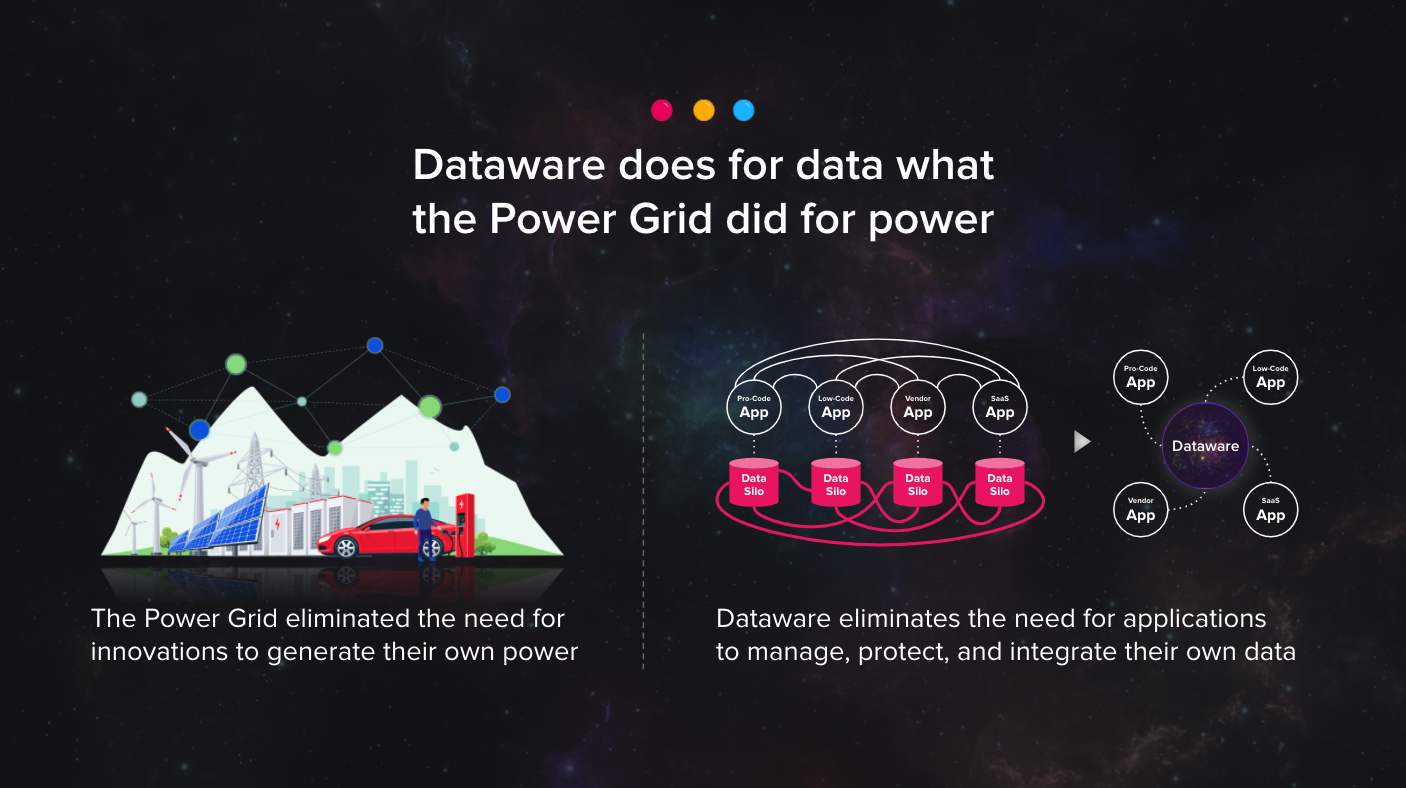 Dataware does for data what
the Power Grid did for power
Pro-Code
App
Low-Code
App
Vendor
App
SaaS
App
Data
Silo
Data
Silo
Data
Silo
Data
Silo
Pro-Code
App
Low-Code
App
Dataware
Vendor
App
SaaS
App
The Power Grid eliminated the need for
innovations to generate their own power
Dataware eliminates the need for applications
to manage, protect, and integrate their own data